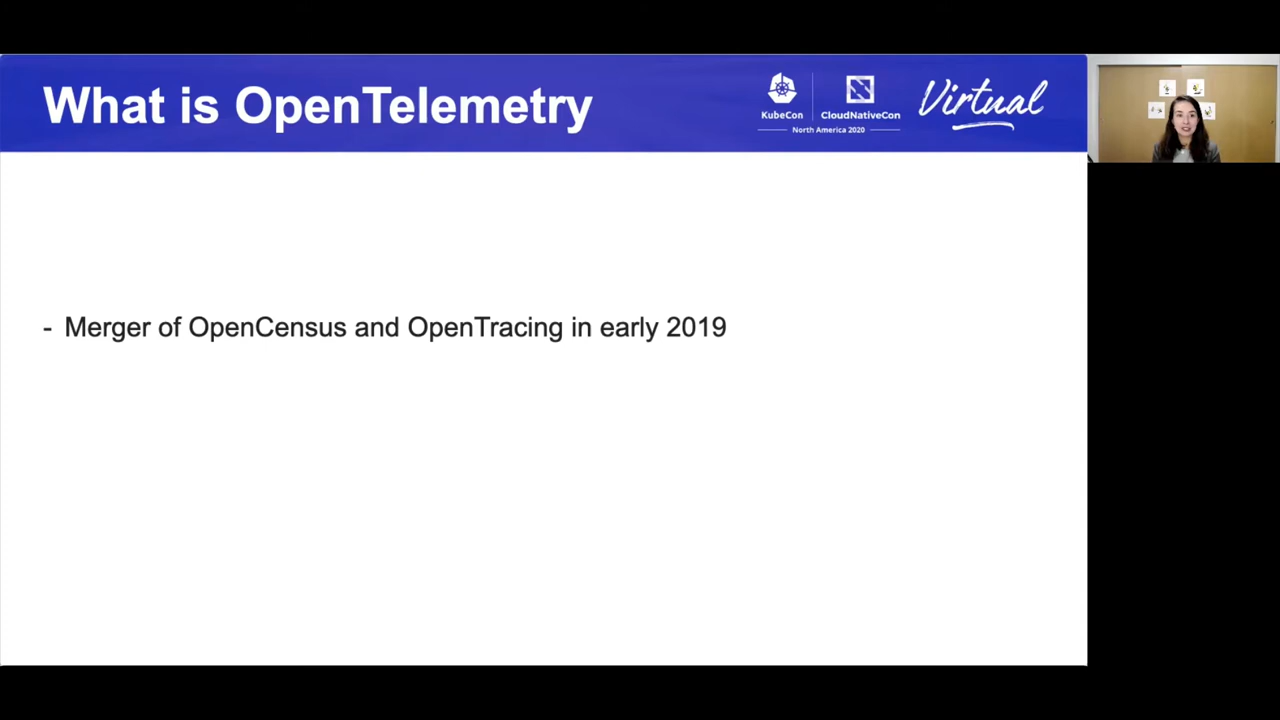 What is OpenTelemetry
KubeCon
CloudNativeCon
North America 2020
Virtual
- Merger of OpenCensus and OpenTracing in early 2019